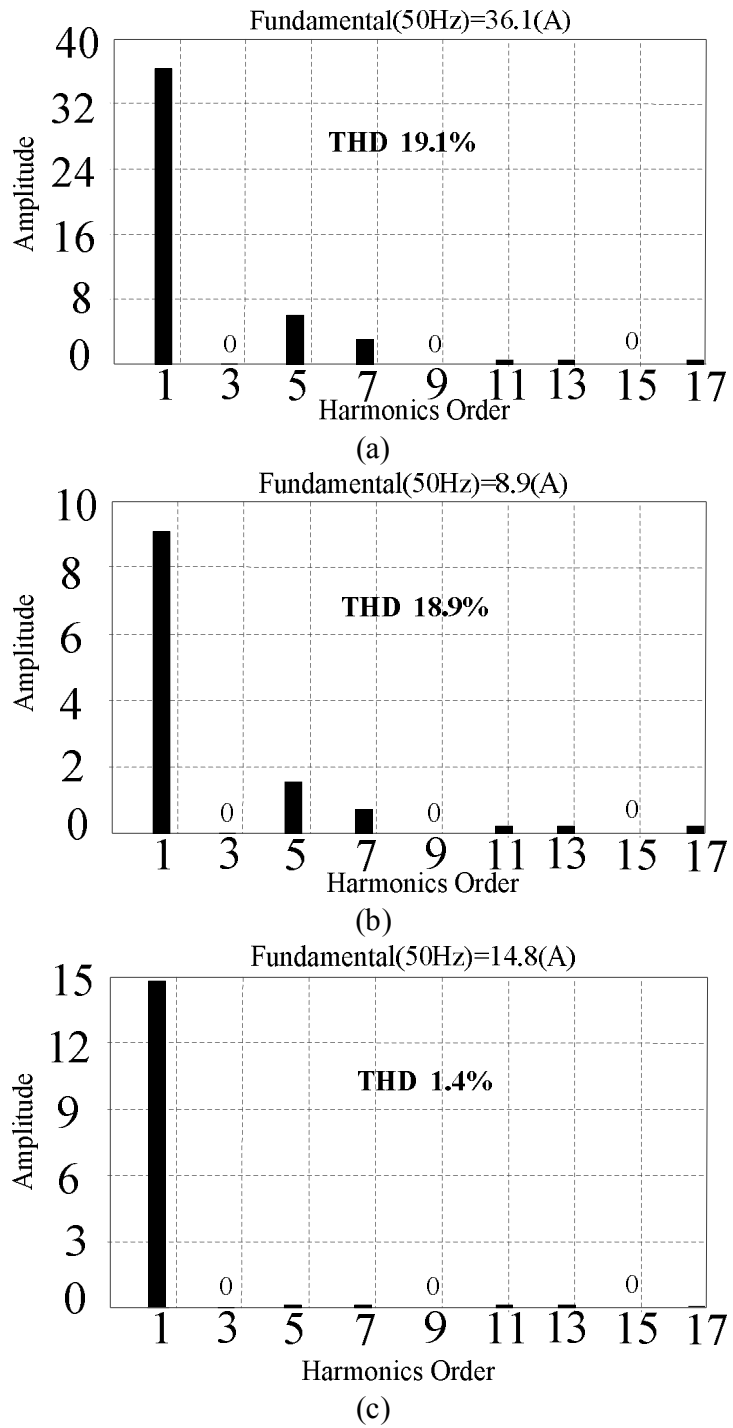 Fundamental(50Hz)=36.1(A)
40
32
24
16
8
0
Amplitude
THD 19.1%
0
0
0
1 3 5 7 9 11 13 15 17
Harmonics Order
(a)
Fundamental(50Hz)=8.9(A)
10
8
6
4
2
0
Amplitude
THD 18.9%
0
0
0
1 3 5 7 9 11 13 15 17
Harmonics Order
(b)
Fundamental(50Hz)=14.8(A)
15
12
9
6
3
0
Amplitude
THD 1.4%
0
0
0
1 3 5 7 9 11 13 15 17
Harmonics Order
(c)